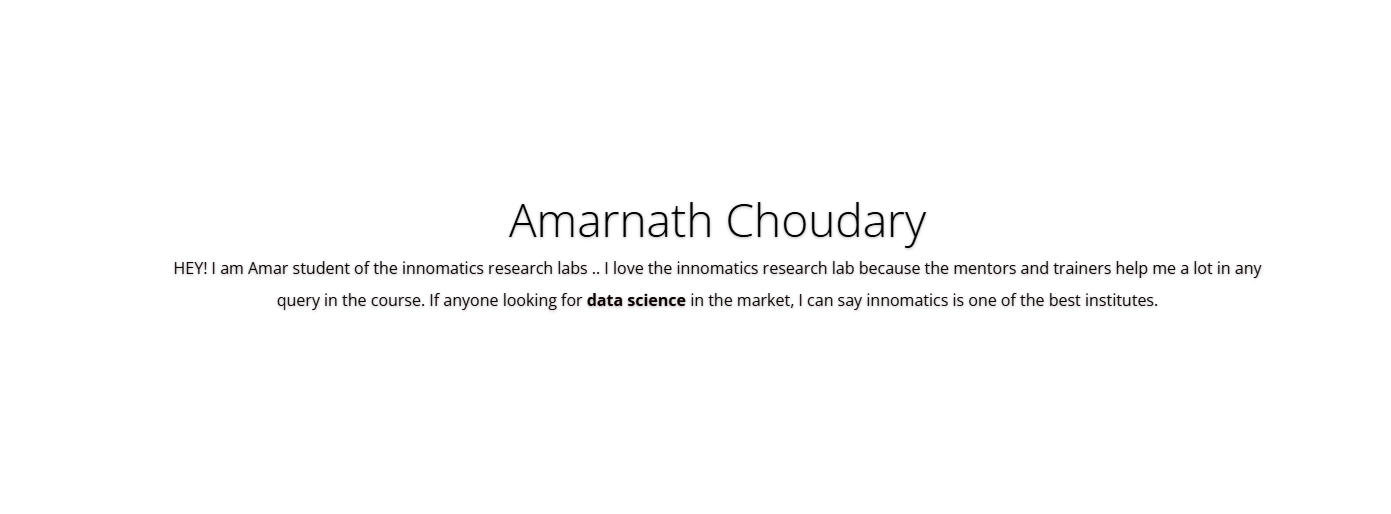 Amarnath Choudary
HEY! I am Amar student of the innomatics research labs .. I love the innomatics research lab because the mentors and trainers help me a lot in any
query in the course. If anyone looking for data science in the market, I can say innomatics is one of the best institutes.